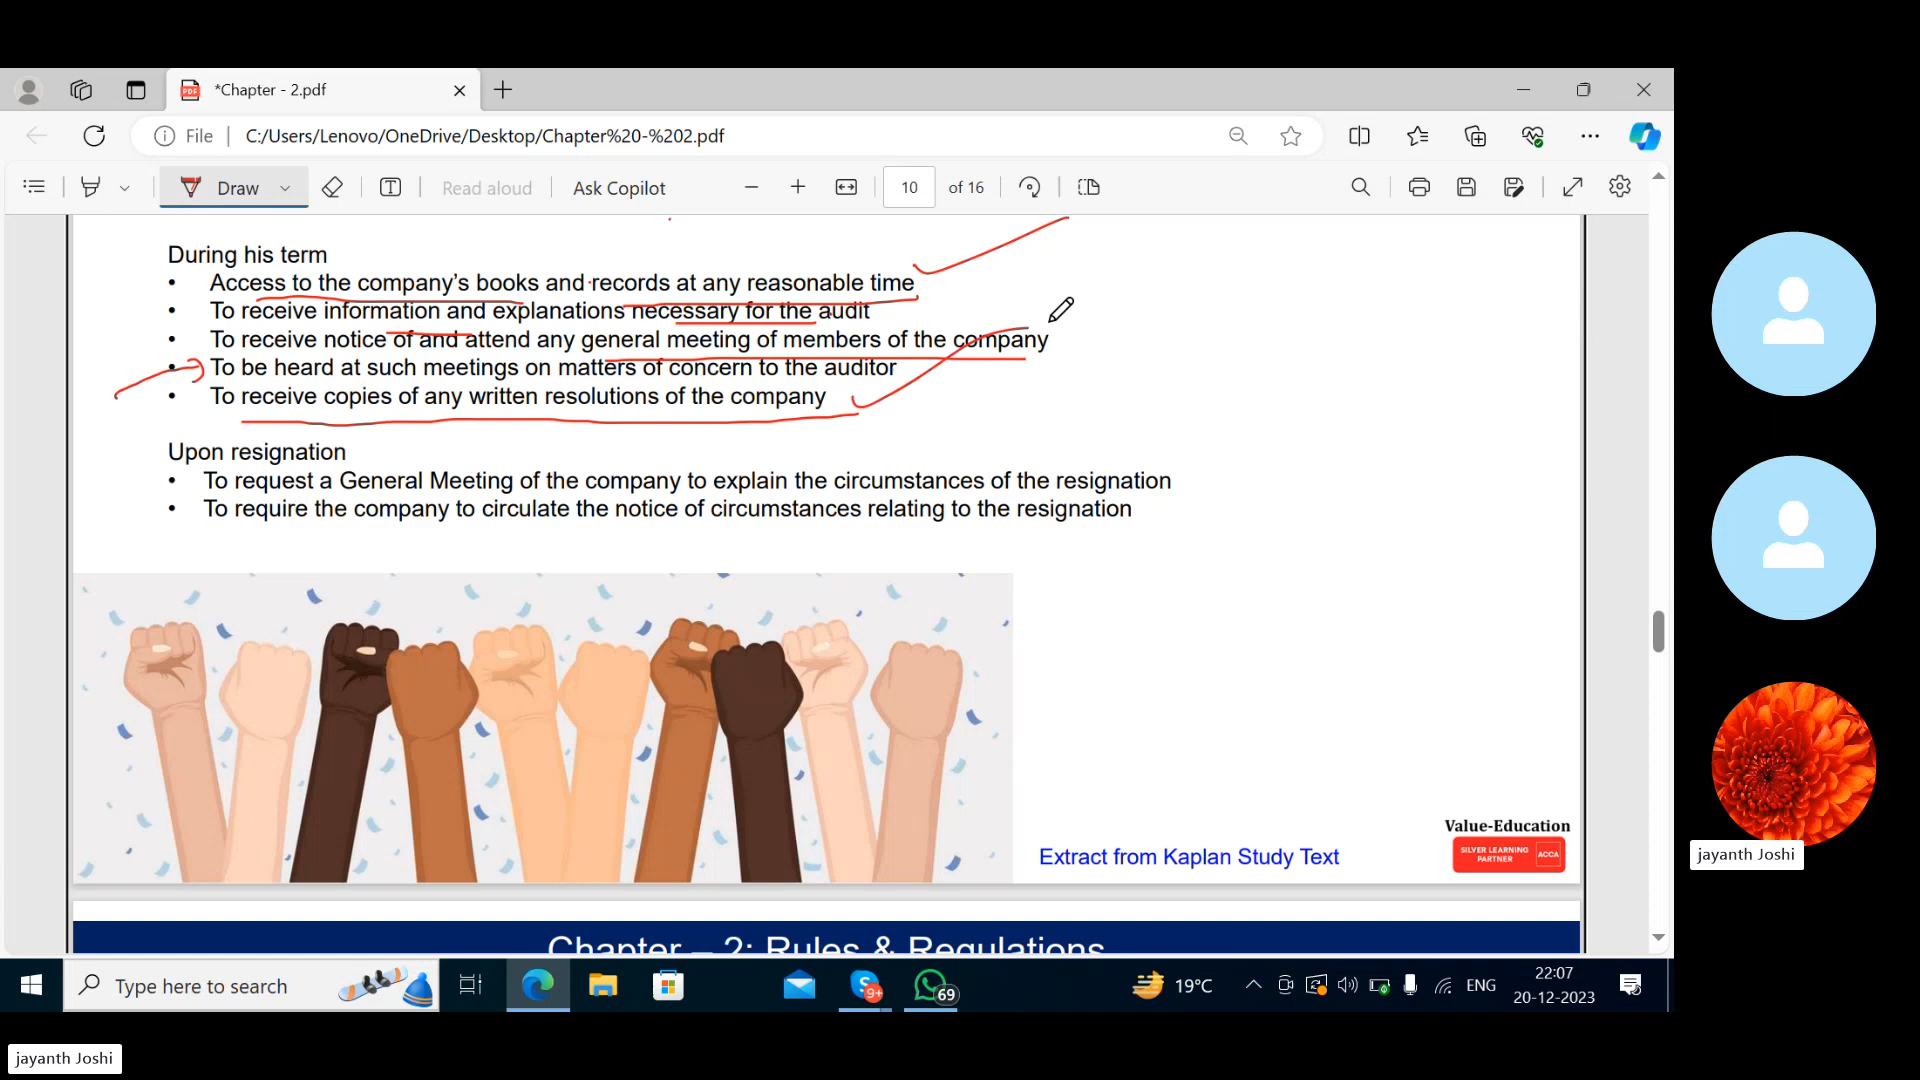 *Chapter - 2.pdf
File
C:/Users/Lenovo/OneDrive/Desktop/Chapter%20-%202.pdf
Draw
Read aloud
Ask Copilot
10
of 16
During his term
• Access to the company’s books and records at any reasonable time
• To receive information and explanations necessary for the audit
• To receive notice of and attend any general meeting of members of the company
• To be heard at such meetings on matters of concern to the auditor
• To receive copies of any written resolutions of the company
Upon resignation
• To request a General Meeting of the company to explain the circumstances of the resignation
• To require the company to circulate the notice of circumstances relating to the resignation
Extract from Kaplan Study Text
Value-Education
SILVER LEARNING
PARTNER
ACCA
Chapter – 2: Rules & Regulations
jayanth Joshi
Type here to search
9+
69
19°C
ENG
22:07
20-12-2023
jayanth Joshi